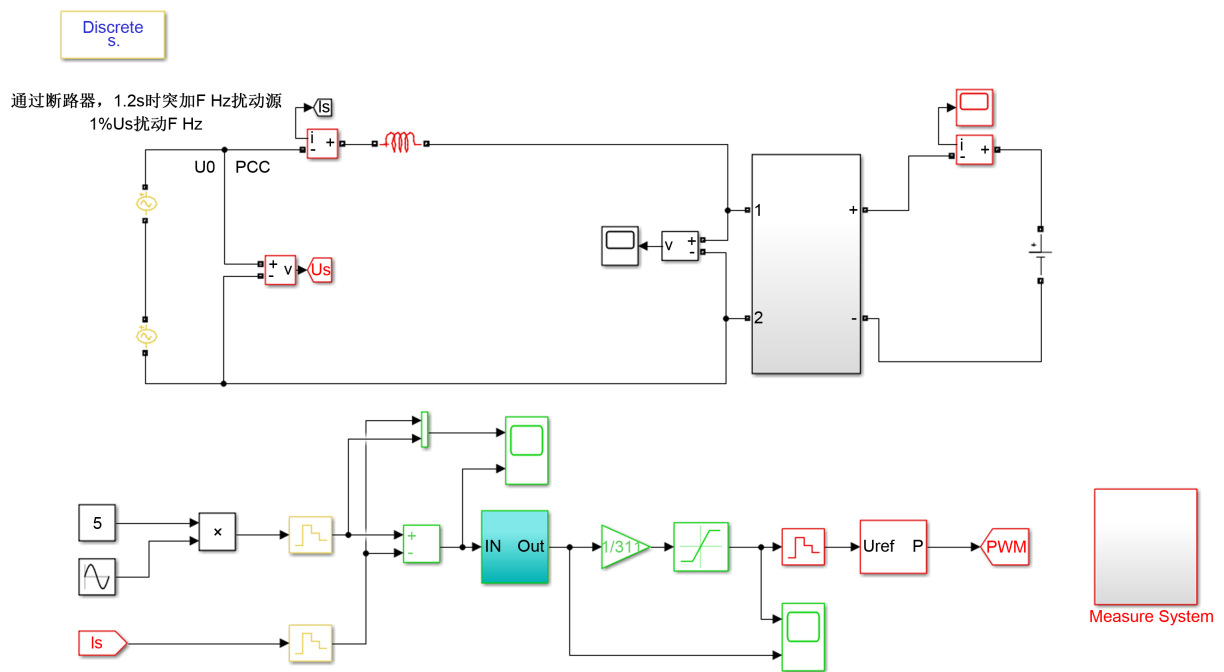 Discrete
s.
通过断路器，1.2s时突加F Hz扰动源
1%Us扰动F Hz
Is
i
+
-
U0 PCC
+
-
v
Us
v
+
-
1
2
+
-
i
+
-
+
5
×
+
-
IN Out
1/311
Uref P
PWM
Is
Measure System